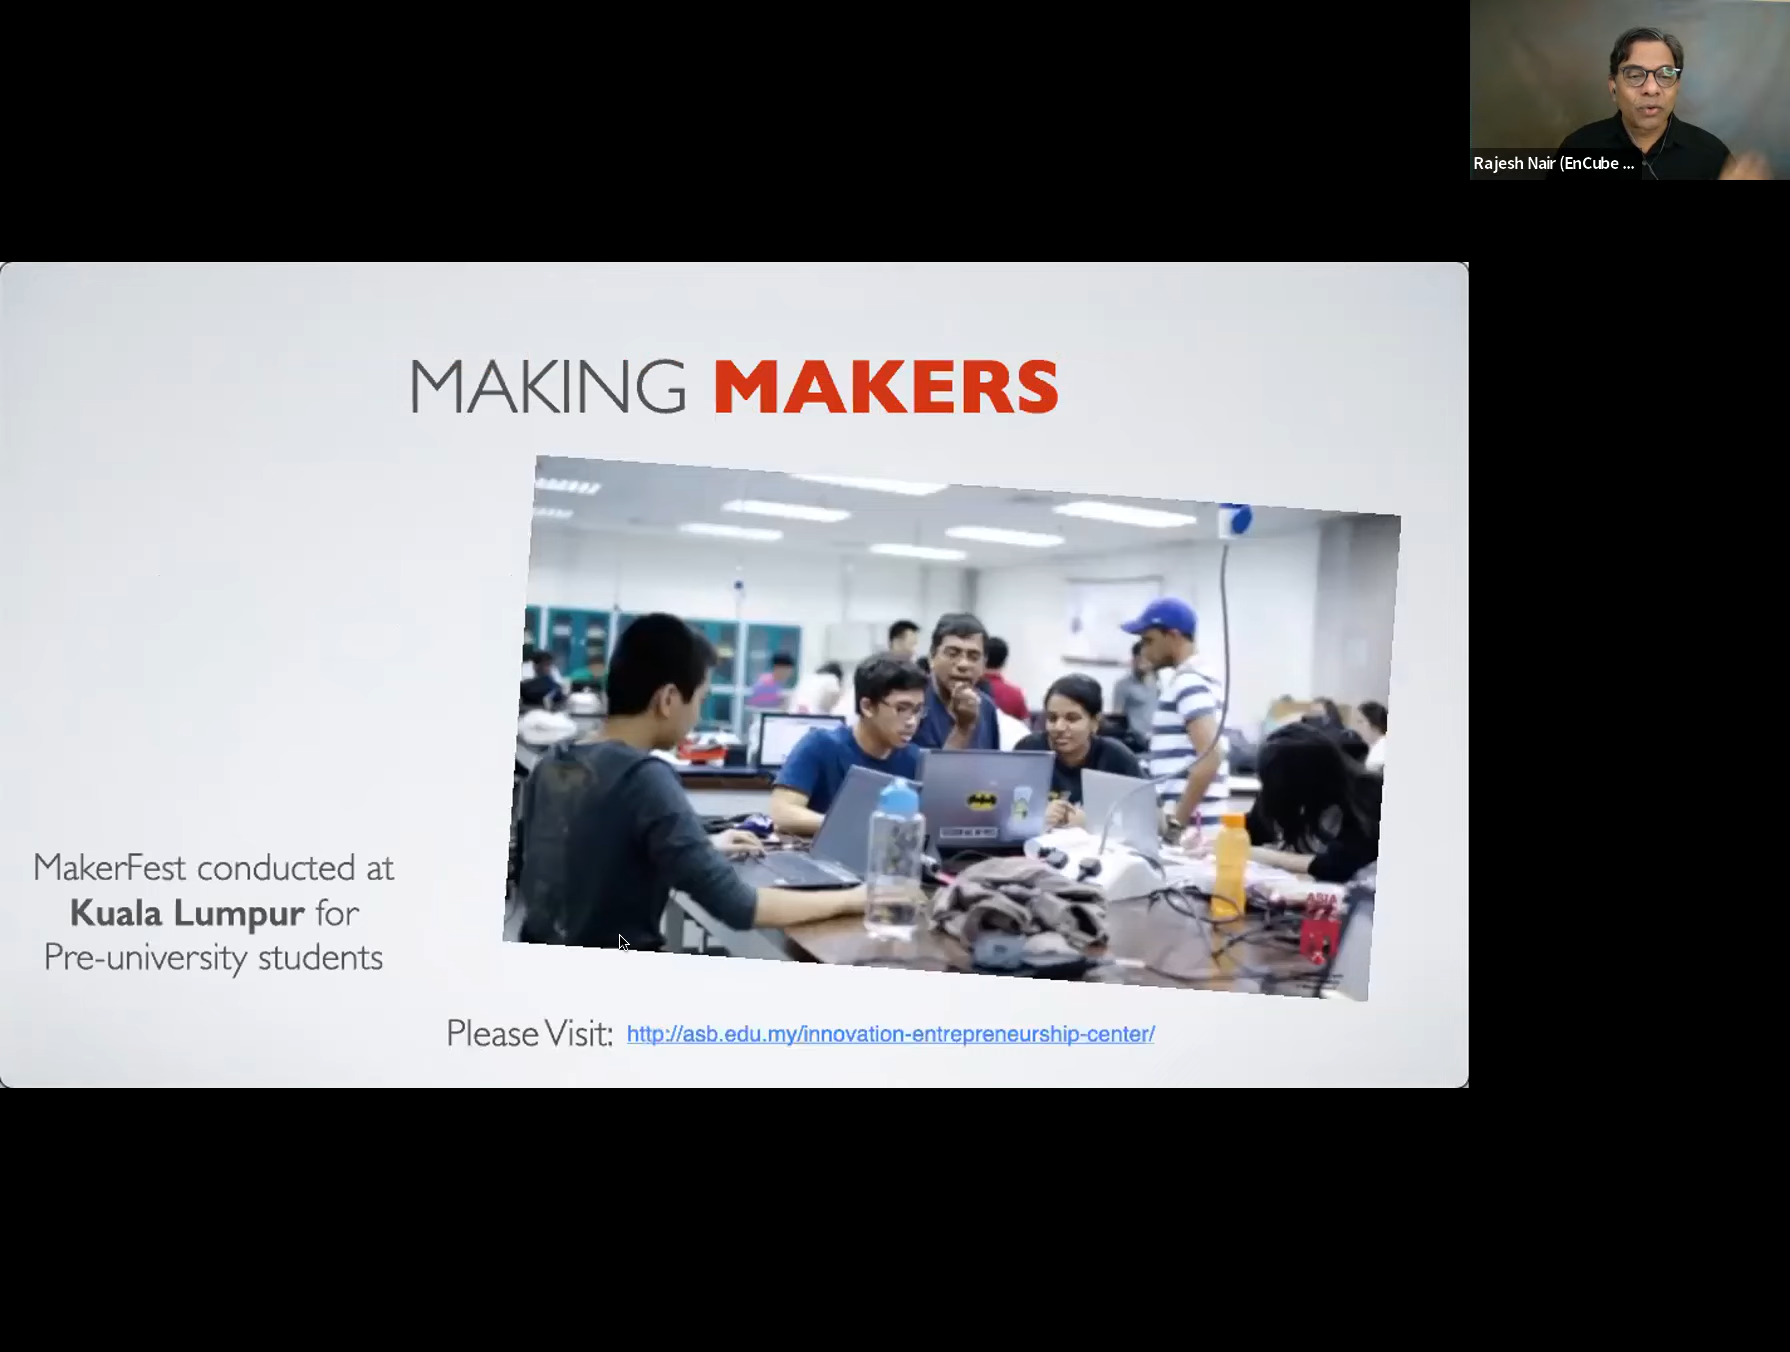 Rajesh Nair (EnCube ...
MAKING MAKERS
MakerFest conducted at
Kuala Lumpur for
Pre-university students
ASIA
Please Visit: http://asb.edu.my/innovation-entrepreneurship-center/